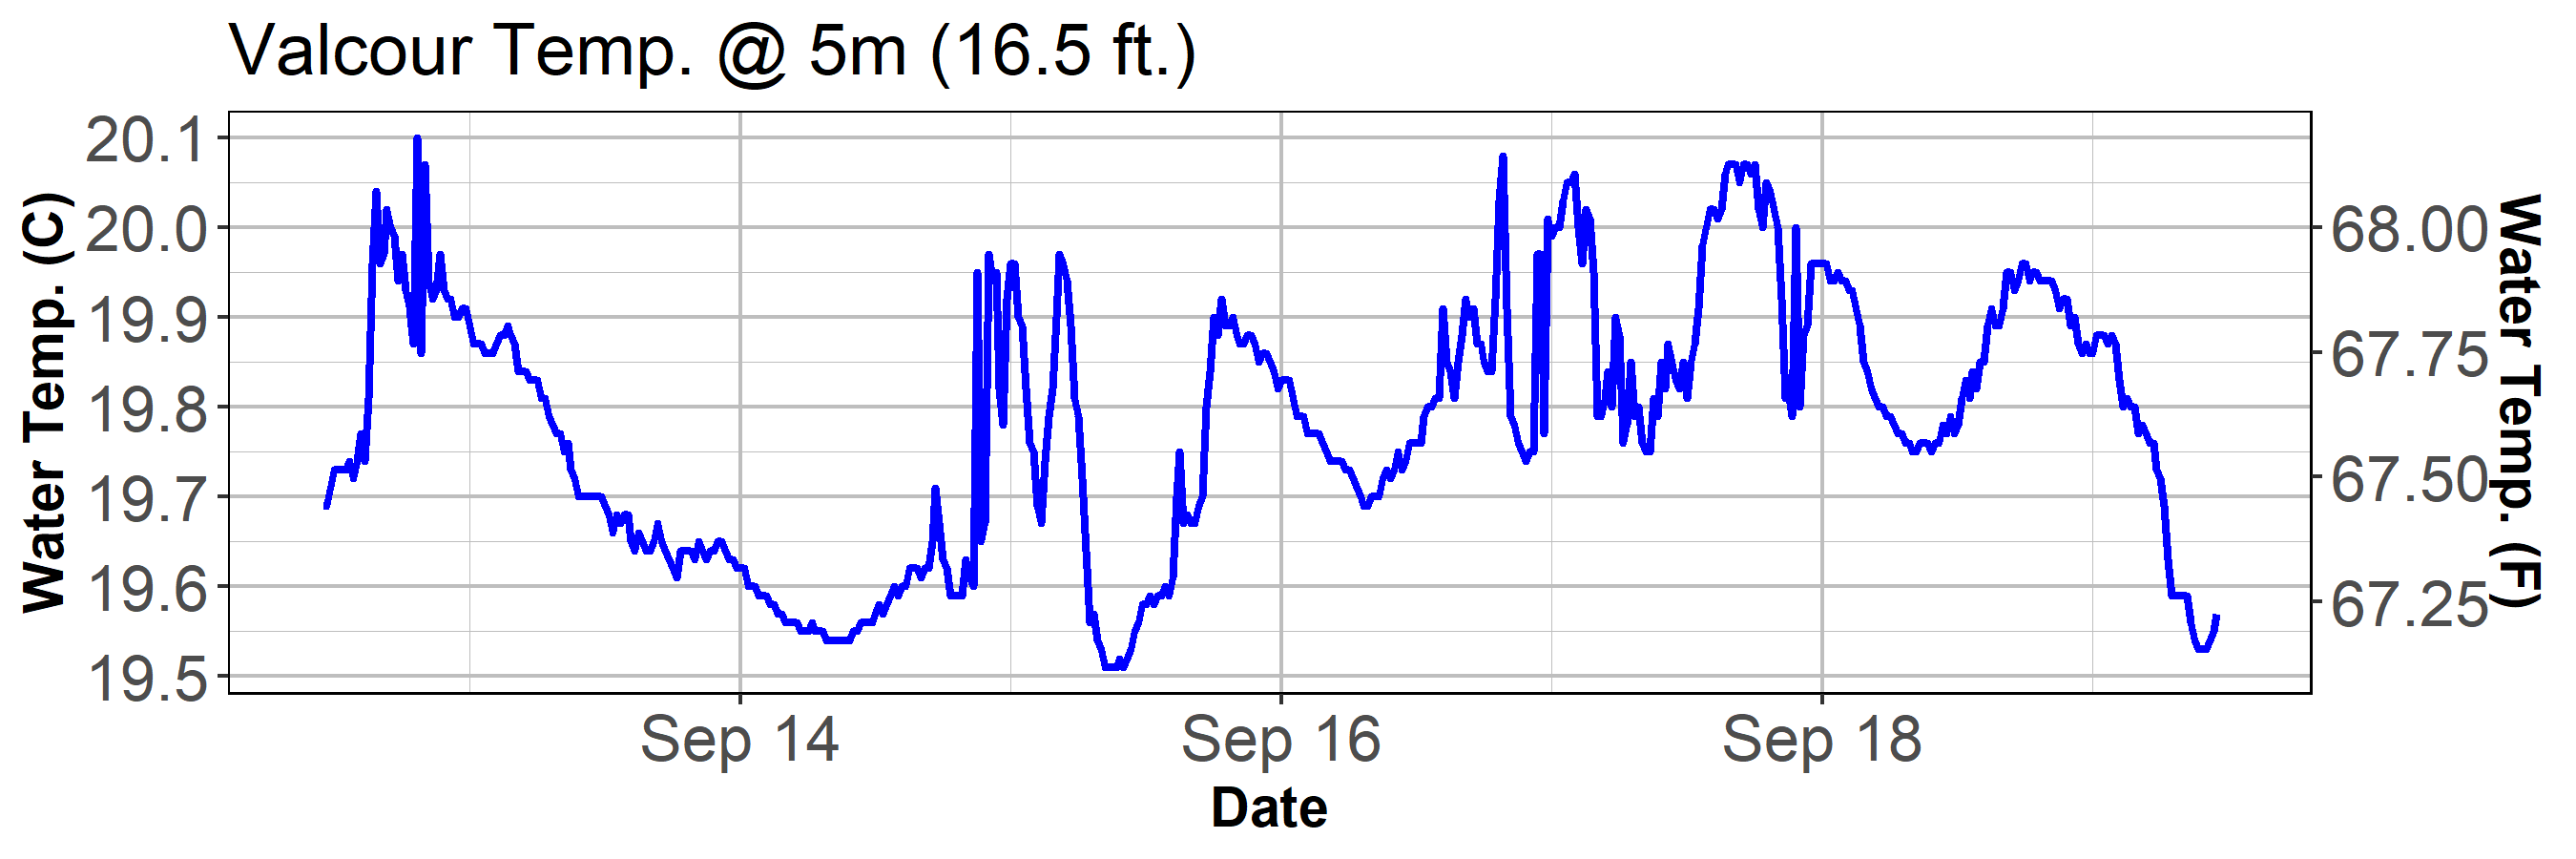 Valcour Temp. @ 5m (16.5 ft.)
Water Temp. (C)
20.1
20.0
19.9
19.8
19.7
19.6
19.5
68.00
67.75
67.50
67.25
Water Temp. (F)
Sep 14
Sep 16
Sep 18
Date